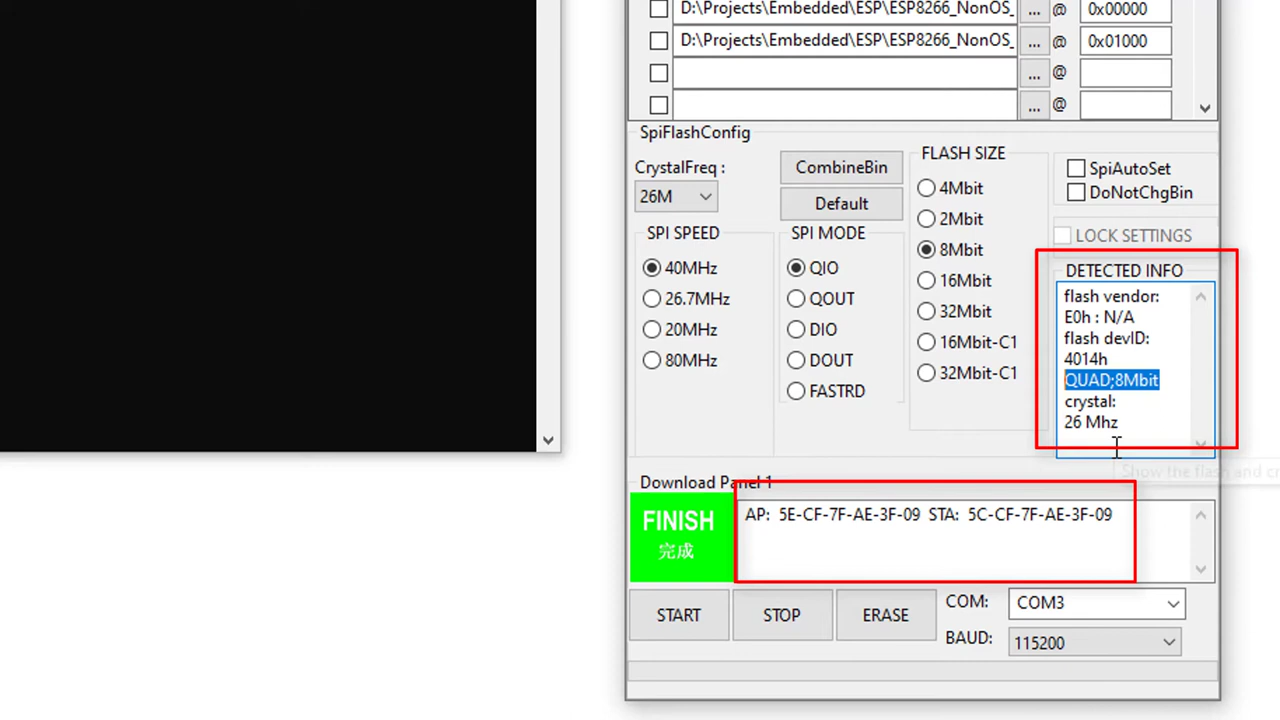 D:\Projects\Embedded\ESP\ESP8266_NonOS_ ... @ 0x00000
D:\Projects\Embedded\ESP\ESP8266_NonOS_ ... @ 0x01000
... @
... @
SpiFlashConfig
CrystalFreq :
26M
CombineBin
Default
SPI SPEED
40MHz
26.7MHz
20MHz
80MHz
SPI MODE
QIO
QOUT
DIO
DOUT
FASTRD
FLASH SIZE
4Mbit
2Mbit
8Mbit
16Mbit
32Mbit
16Mbit-C1
32Mbit-C1
SpiAutoSet
DoNotChgBin
LOCK SETTINGS
DETECTED INFO
flash vendor:
E0h : N/A
flash devID:
4014h
QUAD;8Mbit
crystal:
26 Mhz
Show the flash and
Download Panel 1
FINISH
完成
AP: 5E-CF-7F-AE-3F-09 STA: 5C-CF-7F-AE-3F-09
START
STOP
ERASE
COM:
COM3
BAUD:
115200